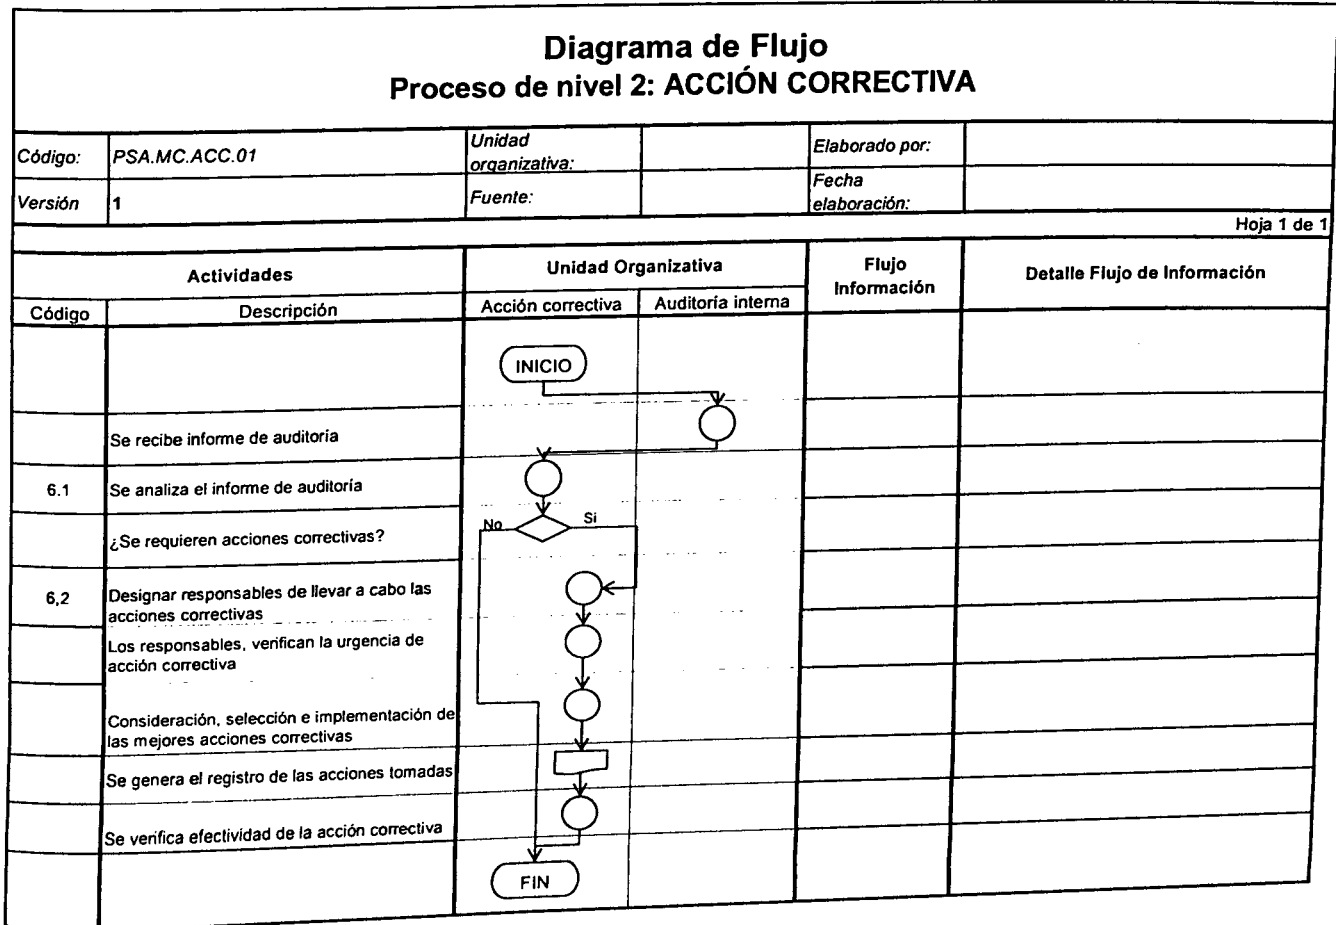 Diagrama de Flujo
Proceso de nivel 2: ACCIÓN CORRECTIVA
Código: PSA.MC.ACC.01 Unidad organizativa: Elaborado por:
Versión 1 Fuente: Fecha elaboración:
Hoja 1 de 1
Actividades Unidad Organizativa Flujo Información Detalle Flujo de Información
Código Descripción Acción correctiva Auditoría interna
INICIO
Se recibe informe de auditoría
6.1 Se analiza el informe de auditoría
¿Se requieren acciones correctivas? No Si
6,2 Designar responsables de llevar a cabo las
acciones correctivas
Los responsables, verifican la urgencia de
acción correctiva
Consideración, selección e implementación de
las mejores acciones correctivas
Se genera el registro de las acciones tomadas
Se verifica efectividad de la acción correctiva
FIN